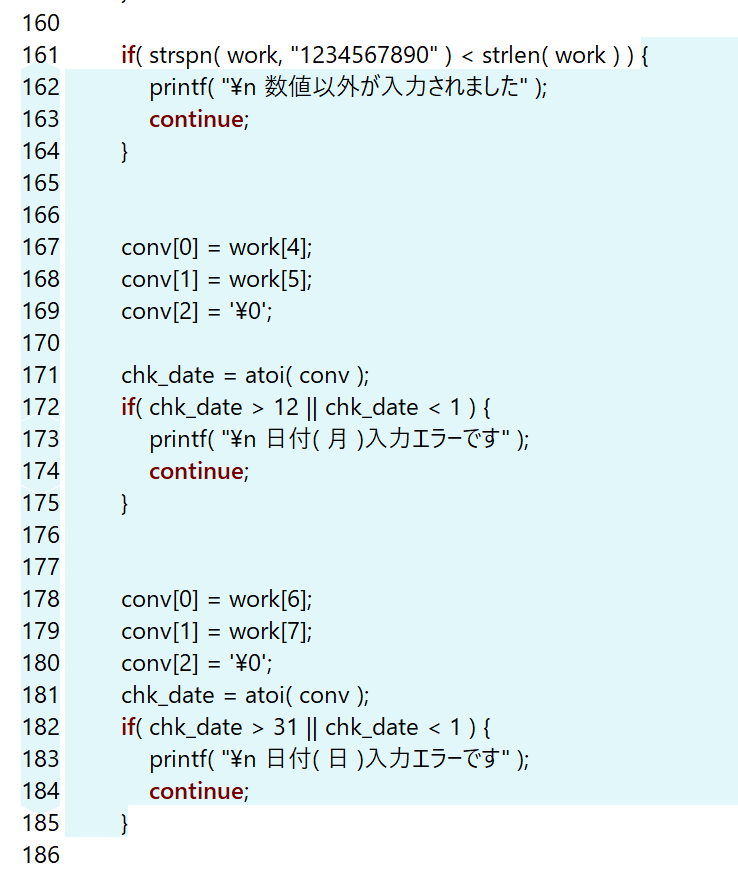 160
161 if( strspn( work, "1234567890" ) < strlen( work ) ) {
162 printf( "¥n 数値以外が入力されました" );
163 continue;
164 }
165
166
167 conv[0] = work[4];
168 conv[1] = work[5];
169 conv[2] = '¥0';
170
171 chk_date = atoi( conv );
172 if( chk_date > 12 || chk_date < 1 ) {
173 printf( "¥n 日付( 月 )入力エラーです" );
174 continue;
175 }
176
177
178 conv[0] = work[6];
179 conv[1] = work[7];
180 conv[2] = '¥0';
181 chk_date = atoi( conv );
182 if( chk_date > 31 || chk_date < 1 ) {
183 printf( "¥n 日付( 日 )入力エラーです" );
184 continue;
185 }
186